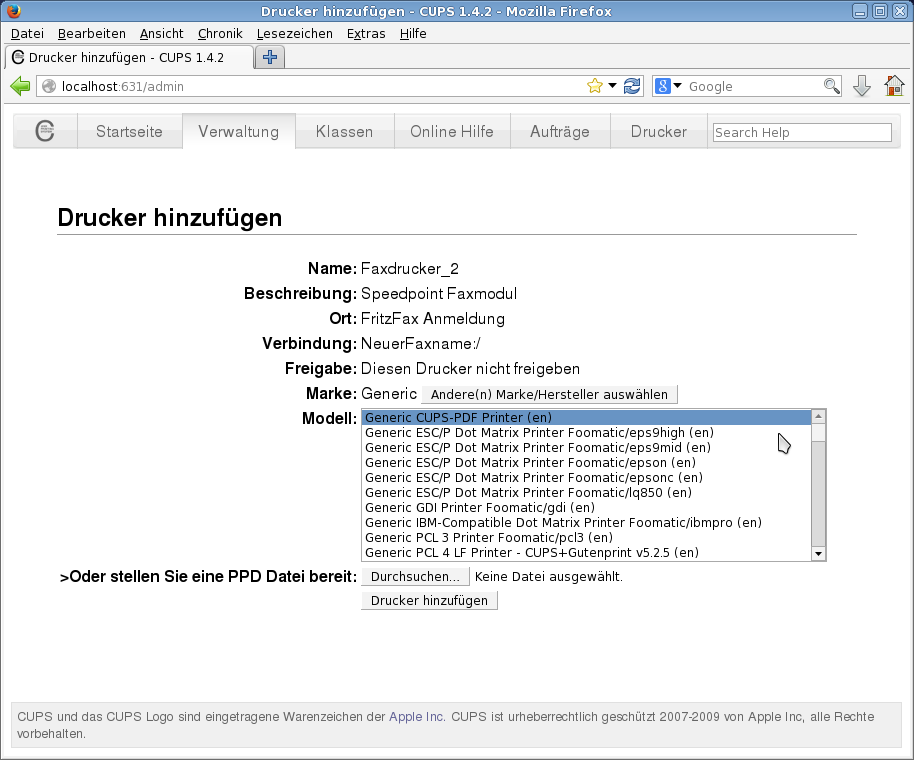 Drucker hinzufügen - CUPS 1.4.2 - Mozilla Firefox
Datei Bearbeiten Ansicht Chronik Lesezeichen Extras Hilfe
Drucker hinzufügen - CUPS 1.4.2
localhost:631/admin
Google
Startseite Verwaltung Klassen Online Hilfe Aufträge Drucker Search Help
Drucker hinzufügen
Name: Faxdrucker_2
Beschreibung: Speedpoint Faxmodul
Ort: FritzFax Anmeldung
Verbindung: NeuerFaxname:/
Freigabe: Diesen Drucker nicht freigeben
Marke: Generic Andere(n) Marke/Hersteller auswählen
Modell: Generic CUPS-PDF Printer (en)
Generic ESC/P Dot Matrix Printer Foomatic/eps9high (en)
Generic ESC/P Dot Matrix Printer Foomatic/eps9mid (en)
Generic ESC/P Dot Matrix Printer Foomatic/epson (en)
Generic ESC/P Dot Matrix Printer Foomatic/epsonc (en)
Generic ESC/P Dot Matrix Printer Foomatic/lq850 (en)
Generic GDI Printer Foomatic/gdi (en)
Generic IBM-Compatible Dot Matrix Printer Foomatic/ibmpro (en)
Generic PCL 3 Printer Foomatic/pcl3 (en)
Generic PCL 4 LF Printer - CUPS+Gutenprint v5.2.5 (en)
>Oder stellen Sie eine PPD Datei bereit: Durchsuchen... Keine Datei ausgewählt.
Drucker hinzufügen
CUPS und das CUPS Logo sind eingetragene Warenzeichen der Apple Inc. CUPS ist urheberrechtlich geschützt 2007-2009 von Apple Inc, alle Rechte
vorbehalten.